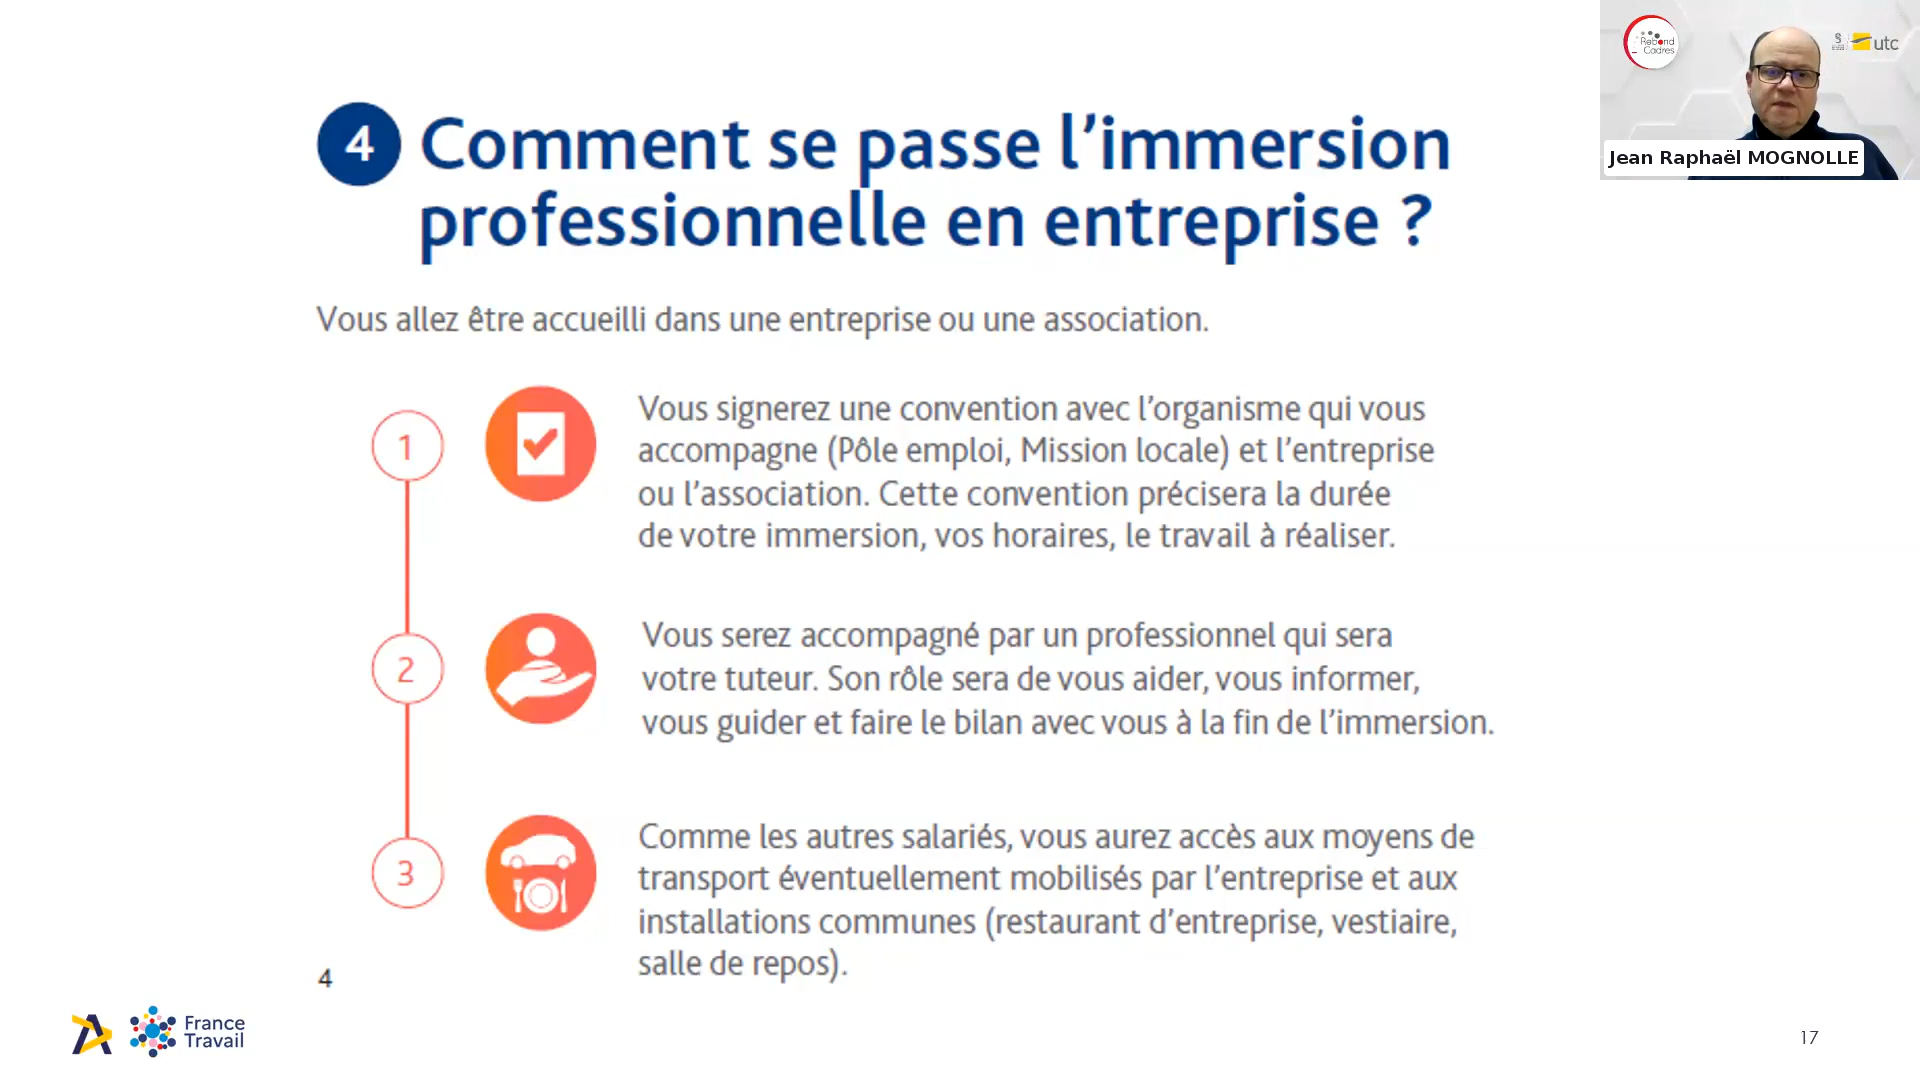 4 Comment se passe l’immersion
professionnelle en entreprise ?
Vous allez être accueilli dans une entreprise ou une association.
1
Vous signerez une convention avec l’organisme qui vous
accompagne (Pôle emploi, Mission locale) et l’entreprise
ou l’association. Cette convention précisera la durée
de votre immersion, vos horaires, le travail à réaliser.
2
Vous serez accompagné par un professionnel qui sera
votre tuteur. Son rôle sera de vous aider, vous informer,
vous guider et faire le bilan avec vous à la fin de l’immersion.
3
Comme les autres salariés, vous aurez accès aux moyens de
transport éventuellement mobilisés par l’entreprise et aux
installations communes (restaurant d’entreprise, vestiaire,
salle de repos).
4
France
Travail
17
Rebond
Cadres
utc
Jean Raphaël MOGNOLLE